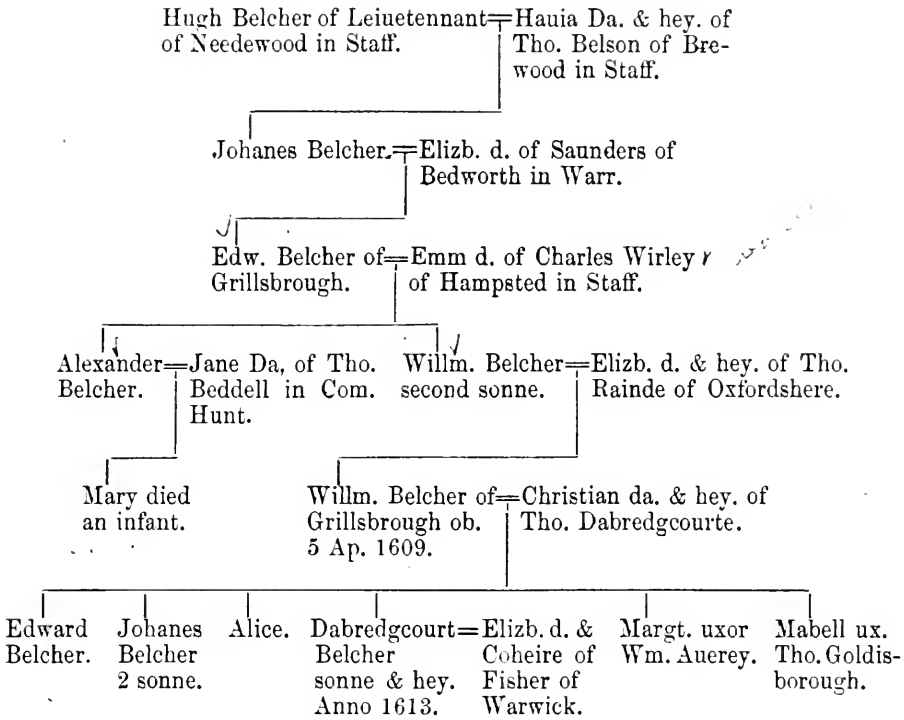 Hugh Belcher of Leiuetennant
of Needewood in Staff.
Hauia Da. & hey. of
Tho. Belson of Bre-
wood in Staff.
Johanes Belcher.
Elizb. d. of Saunders of
Bedworth in Warr.
Edw. Belcher of
Grillsbrough.
Emm d. of Charles Wirley
of Hampsted in Staff.
Alexander
Belcher.
Jane Da, of Tho.
Beddell in Com.
Hunt.
Willm. Belcher
second sonne.
Elizb. d. & hey. of Tho.
Rainde of Oxfordshere.
Mary died
an infant.
Willm. Belcher of
Grillsbrough ob.
5 Ap. 1609.
Christian da. & hey. of
Tho. Dabredgcourte.
Edward
Belcher.
Johanes
Belcher
2 sonne.
Alice.
Dabredgcourt
Belcher
sonne & hey.
Anno 1613.
Elizb. d. &
Coheire of
Fisher of
Warwick.
Margt. uxor
Wm. Auerey.
Mabell ux.
Tho. Goldis-
borough.